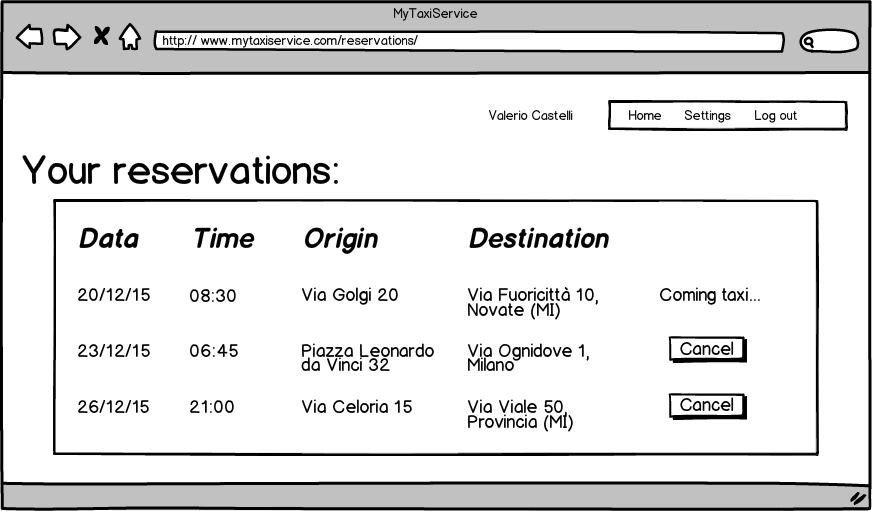 MyTaxiService
http:// www.mytaxiservice.com/reservations/
Valerio Castelli Home Settings Log out
Your reservations:
Data Time Origin Destination
20/12/15 08:30 Via Golgi 20 Via Fuoricittà 10, Coming taxi...
Novate (MI)
23/12/15 06:45 Piazza Leonardo Via Ognidove 1, Cancel
da Vinci 32 Milano
26/12/15 21:00 Via Celoria 15 Via Viale 50, Cancel
Provincia (MI)